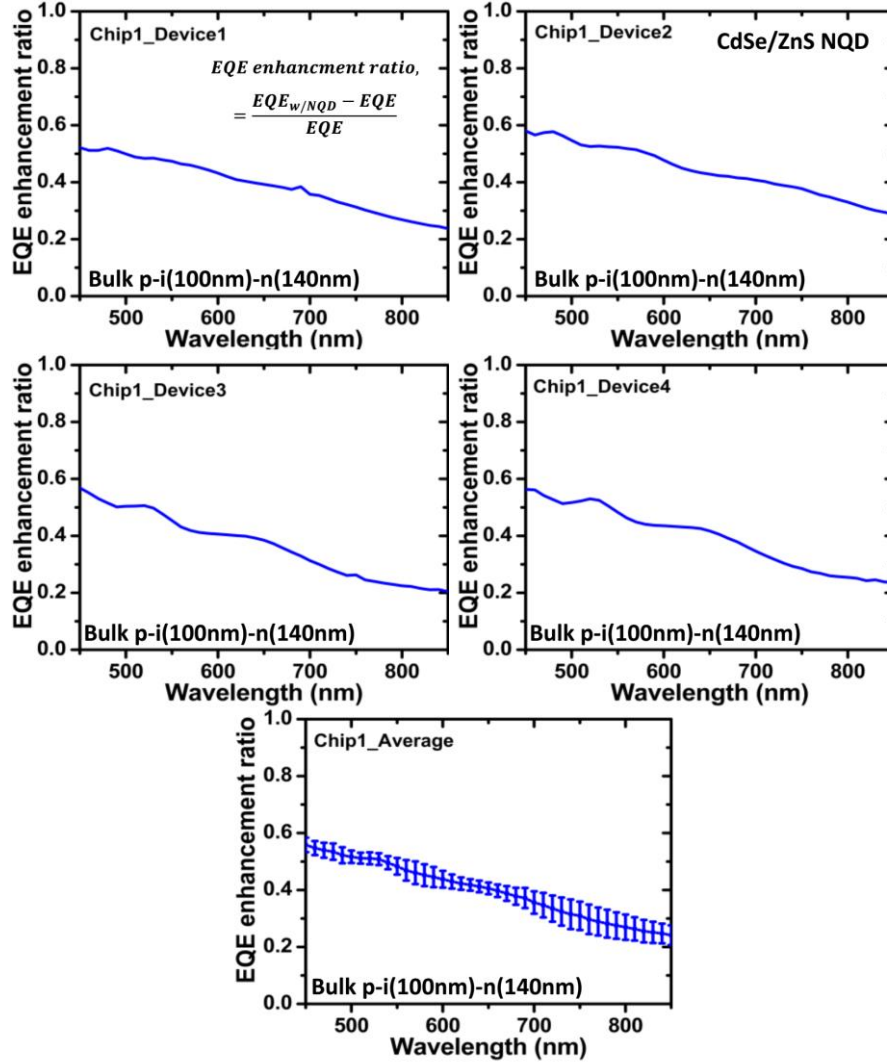 Chip1_Device1
EQE enhancment ratio,
= EQE_w/NQD − EQE / EQE
EQE enhancement ratio
1.0
0.8
0.6
0.4
0.2
0.0
Bulk p-i(100nm)-n(140nm)
500 600 700 800
Wavelength (nm)
Chip1_Device2
CdSe/ZnS NQD
EQE enhancement ratio
1.0
0.8
0.6
0.4
0.2
0.0
Bulk p-i(100nm)-n(140nm)
500 600 700 800
Wavelength (nm)
Chip1_Device3
EQE enhancement ratio
1.0
0.8
0.6
0.4
0.2
0.0
Bulk p-i(100nm)-n(140nm)
500 600 700 800
Wavelength (nm)
Chip1_Device4
EQE enhancement ratio
1.0
0.8
0.6
0.4
0.2
0.0
Bulk p-i(100nm)-n(140nm)
500 600 700 800
Wavelength (nm)
Chip1_Average
EQE enhancement ratio
1.0
0.8
0.6
0.4
0.2
0.0
Bulk p-i(100nm)-n(140nm)
500 600 700 800
Wavelength (nm)